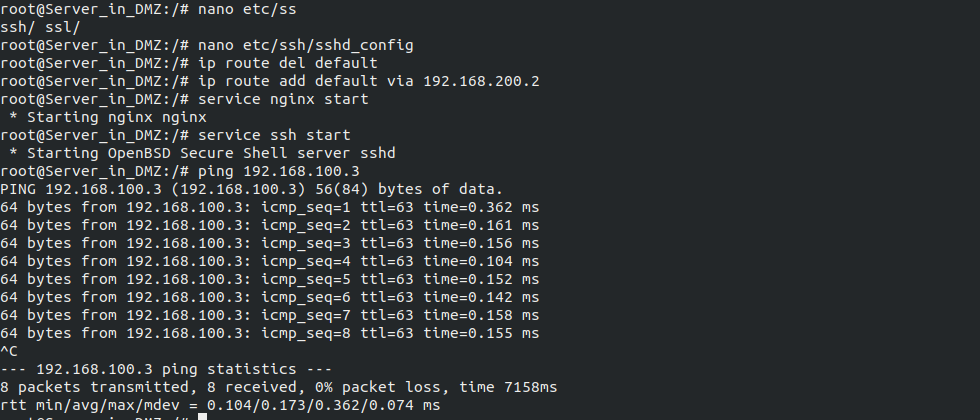 root@Server_in_DMZ:/# nano etc/ss
ssh/ ssl/
root@Server_in_DMZ:/# nano etc/ssh/sshd_config
root@Server_in_DMZ:/# ip route del default
root@Server_in_DMZ:/# ip route add default via 192.168.200.2
root@Server_in_DMZ:/# service nginx start
 * Starting nginx nginx
root@Server_in_DMZ:/# service ssh start
 * Starting OpenBSD Secure Shell server sshd
root@Server_in_DMZ:/# ping 192.168.100.3
PING 192.168.100.3 (192.168.100.3) 56(84) bytes of data.
64 bytes from 192.168.100.3: icmp_seq=1 ttl=63 time=0.362 ms
64 bytes from 192.168.100.3: icmp_seq=2 ttl=63 time=0.161 ms
64 bytes from 192.168.100.3: icmp_seq=3 ttl=63 time=0.156 ms
64 bytes from 192.168.100.3: icmp_seq=4 ttl=63 time=0.104 ms
64 bytes from 192.168.100.3: icmp_seq=5 ttl=63 time=0.152 ms
64 bytes from 192.168.100.3: icmp_seq=6 ttl=63 time=0.142 ms
64 bytes from 192.168.100.3: icmp_seq=7 ttl=63 time=0.158 ms
64 bytes from 192.168.100.3: icmp_seq=8 ttl=63 time=0.155 ms
^C
--- 192.168.100.3 ping statistics ---
8 packets transmitted, 8 received, 0% packet loss, time 7158ms
rtt min/avg/max/mdev = 0.104/0.173/0.362/0.074 ms
root@Server_in_DMZ:/#